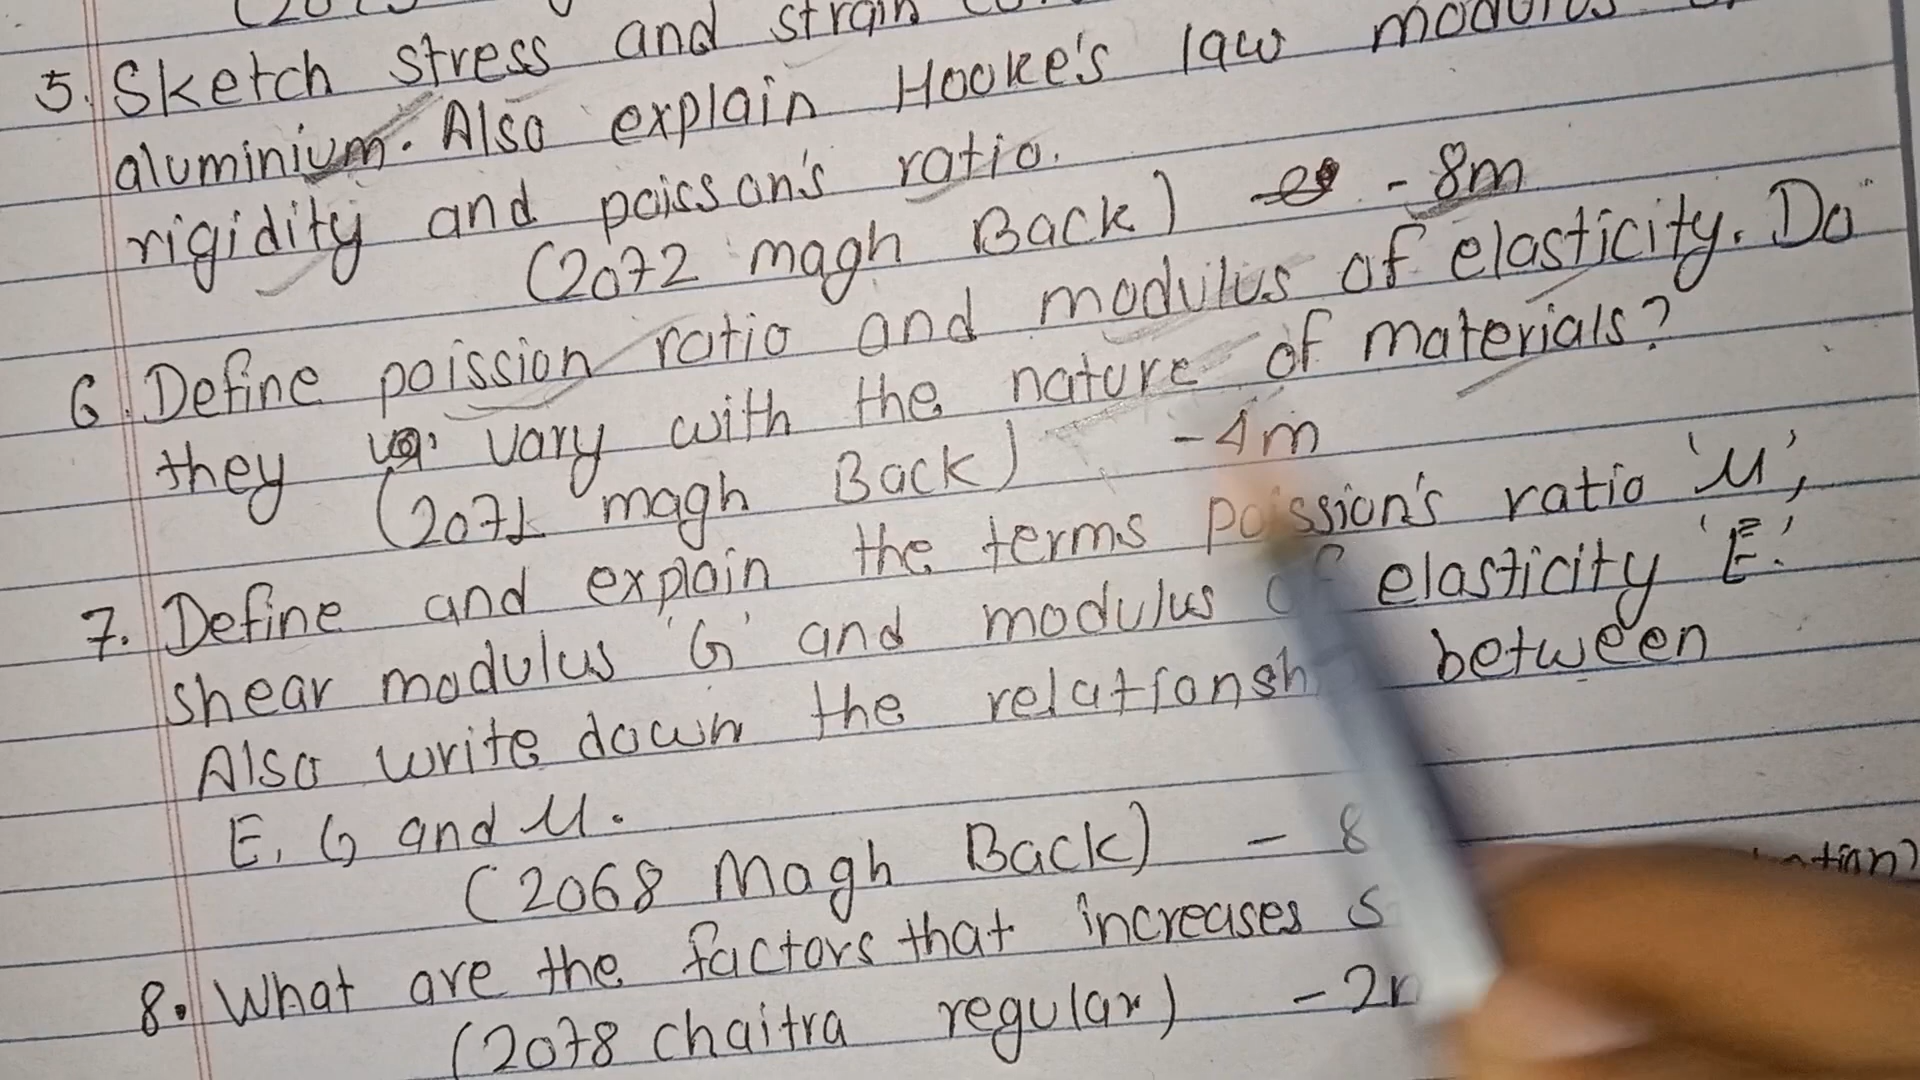 5. Sketch stress and strain
aluminium. Also explain Hooke's law modulus
rigidity and poisson's ratio.
(2072 magh Back) - 8m
6. Define poission ratio and modulus of elasticity. Do
they vary with the nature of materials?
(2071 magh Back) - 4m
7. Define and explain the terms poission's ratio 'μ',
shear modulus 'G' and modulus of elasticity 'E'.
Also write down the relationsh between
E, G and μ.
(2068 Magh Back) - 8
8. What are the factors that increases s
(2078 chaitra regular) - 2